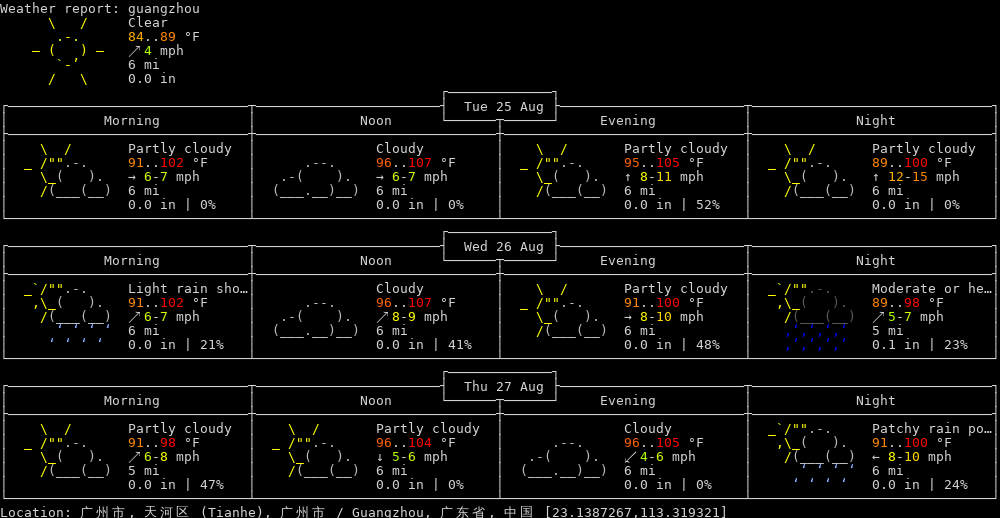 Weather report: guangzhou
Clear
84..89 °F
↗ 4 mph
6 mi
0.0 in
Tue 25 Aug
Morning Noon Evening Night
Partly cloudy Cloudy Partly cloudy Partly cloudy
91..102 °F 96..107 °F 95..105 °F 89..100 °F
→ 6-7 mph → 6-7 mph ↑ 8-11 mph ↑ 12-15 mph
6 mi 6 mi 6 mi 6 mi
0.0 in | 0% 0.0 in | 0% 0.0 in | 52% 0.0 in | 0%
Wed 26 Aug
Morning Noon Evening Night
Light rain sho… Cloudy Partly cloudy Moderate or he…
91..102 °F 96..107 °F 91..100 °F 89..98 °F
↗ 6-7 mph ↗ 8-9 mph → 8-10 mph ↗ 5-7 mph
6 mi 6 mi 6 mi 5 mi
0.0 in | 21% 0.0 in | 41% 0.0 in | 48% 0.1 in | 23%
Thu 27 Aug
Morning Noon Evening Night
Partly cloudy Partly cloudy Cloudy Patchy rain po…
91..98 °F 96..104 °F 96..105 °F 91..100 °F
↗ 6-8 mph ↓ 5-6 mph ↙ 4-6 mph ← 8-10 mph
5 mi 6 mi 6 mi 6 mi
0.0 in | 47% 0.0 in | 0% 0.0 in | 0% 0.0 in | 24%
Location: 广州市, 天河区 (Tianhe), 广州市 / Guangzhou, 广东省, 中国 [23.1387267,113.319321]